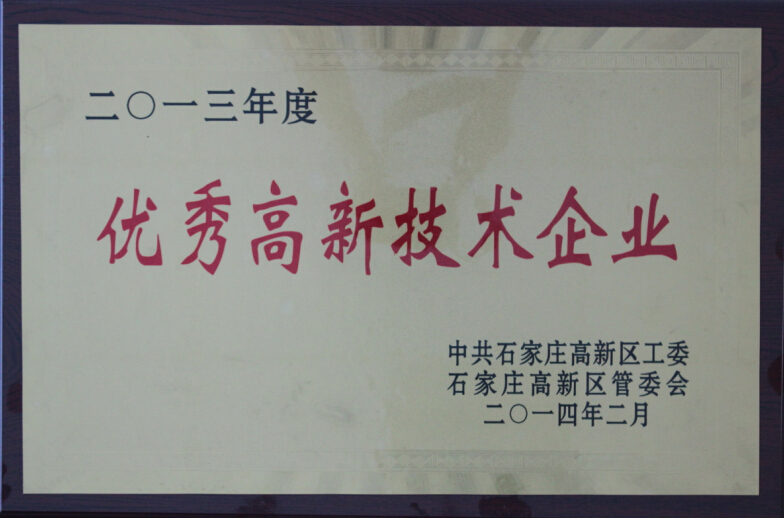 二〇一三年度
优秀高新技术企业
中共石家庄高新区工委
石家庄高新区管委会
二〇一四年二月